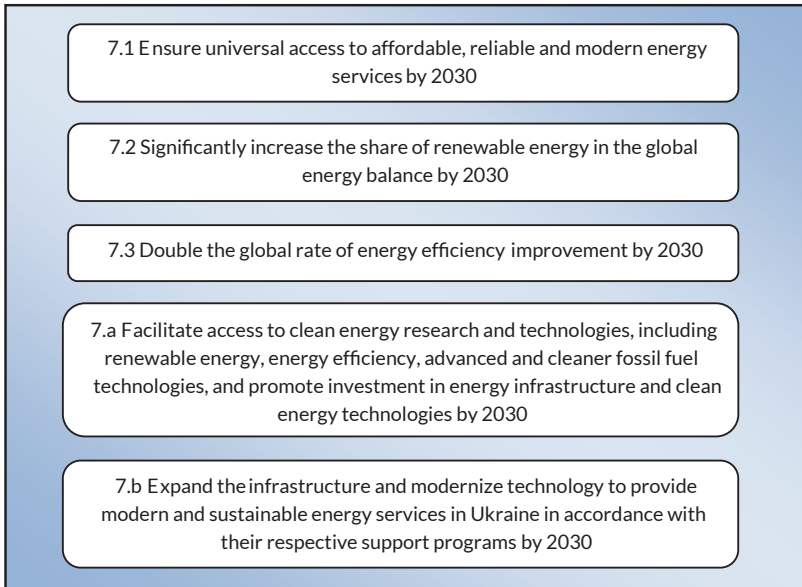 7.1 Ensure universal access to affordable, reliable and modern energy
services by 2030
7.2 Significantly increase the share of renewable energy in the global
energy balance by 2030
7.3 Double the global rate of energy efficiency improvement by 2030
7.a Facilitate access to clean energy research and technologies, including
renewable energy, energy efficiency, advanced and cleaner fossil fuel
technologies, and promote investment in energy infrastructure and clean
energy technologies by 2030
7.b Expand the infrastructure and modernize technology to provide
modern and sustainable energy services in Ukraine in accordance with
their respective support programs by 2030